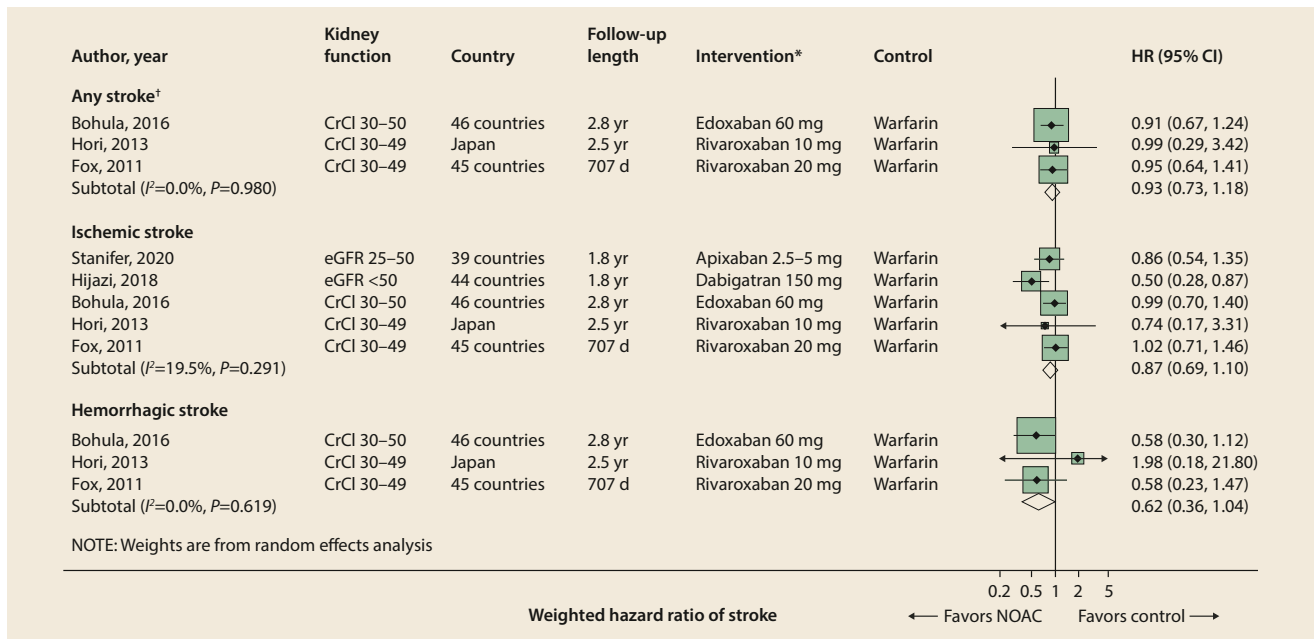 Author, year Kidney function Country Follow-up length Intervention* Control HR (95% CI)
Any stroke†
Bohula, 2016 CrCl 30–50 46 countries 2.8 yr Edoxaban 60 mg Warfarin 0.91 (0.67, 1.24)
Hori, 2013 CrCl 30–49 Japan 2.5 yr Rivaroxaban 10 mg Warfarin 0.99 (0.29, 3.42)
Fox, 2011 CrCl 30–49 45 countries 707 d Rivaroxaban 20 mg Warfarin 0.95 (0.64, 1.41)
Subtotal (I²=0.0%, P=0.980) 0.93 (0.73, 1.18)
Ischemic stroke
Stanifer, 2020 eGFR 25–50 39 countries 1.8 yr Apixaban 2.5–5 mg Warfarin 0.86 (0.54, 1.35)
Hijazi, 2018 eGFR <50 44 countries 1.8 yr Dabigatran 150 mg Warfarin 0.50 (0.28, 0.87)
Bohula, 2016 CrCl 30–50 46 countries 2.8 yr Edoxaban 60 mg Warfarin 0.99 (0.70, 1.40)
Hori, 2013 CrCl 30–49 Japan 2.5 yr Rivaroxaban 10 mg Warfarin 0.74 (0.17, 3.31)
Fox, 2011 CrCl 30–49 45 countries 707 d Rivaroxaban 20 mg Warfarin 1.02 (0.71, 1.46)
Subtotal (I²=19.5%, P=0.291) 0.87 (0.69, 1.10)
Hemorrhagic stroke
Bohula, 2016 CrCl 30–50 46 countries 2.8 yr Edoxaban 60 mg Warfarin 0.58 (0.30, 1.12)
Hori, 2013 CrCl 30–49 Japan 2.5 yr Rivaroxaban 10 mg Warfarin 1.98 (0.18, 21.80)
Fox, 2011 CrCl 30–49 45 countries 707 d Rivaroxaban 20 mg Warfarin 0.58 (0.23, 1.47)
Subtotal (I²=0.0%, P=0.619) 0.62 (0.36, 1.04)
NOTE: Weights are from random effects analysis
0.2 0.5 1 2 5
Weighted hazard ratio of stroke ← Favors NOAC Favors control →